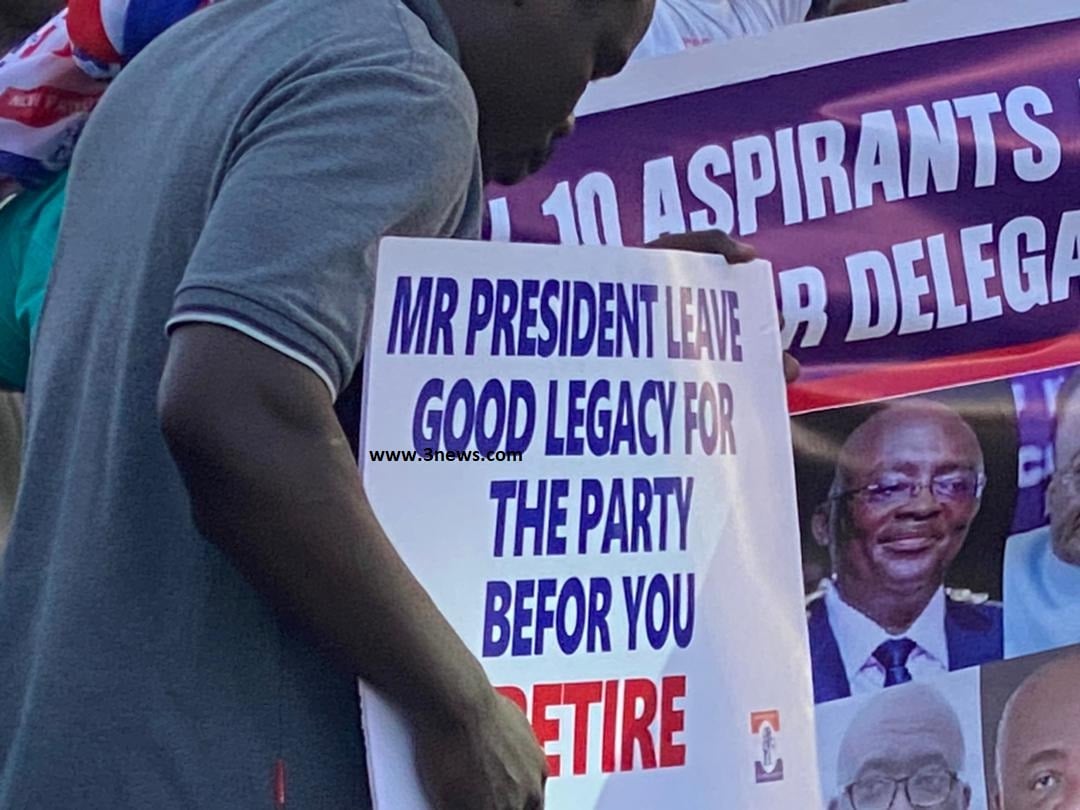 10 ASPIRANTS
DELEGA
MR PRESIDENT LEAVE
GOOD LEGACY FOR
www.3news.com
THE PARTY
BEFOR YOU
RETIRE